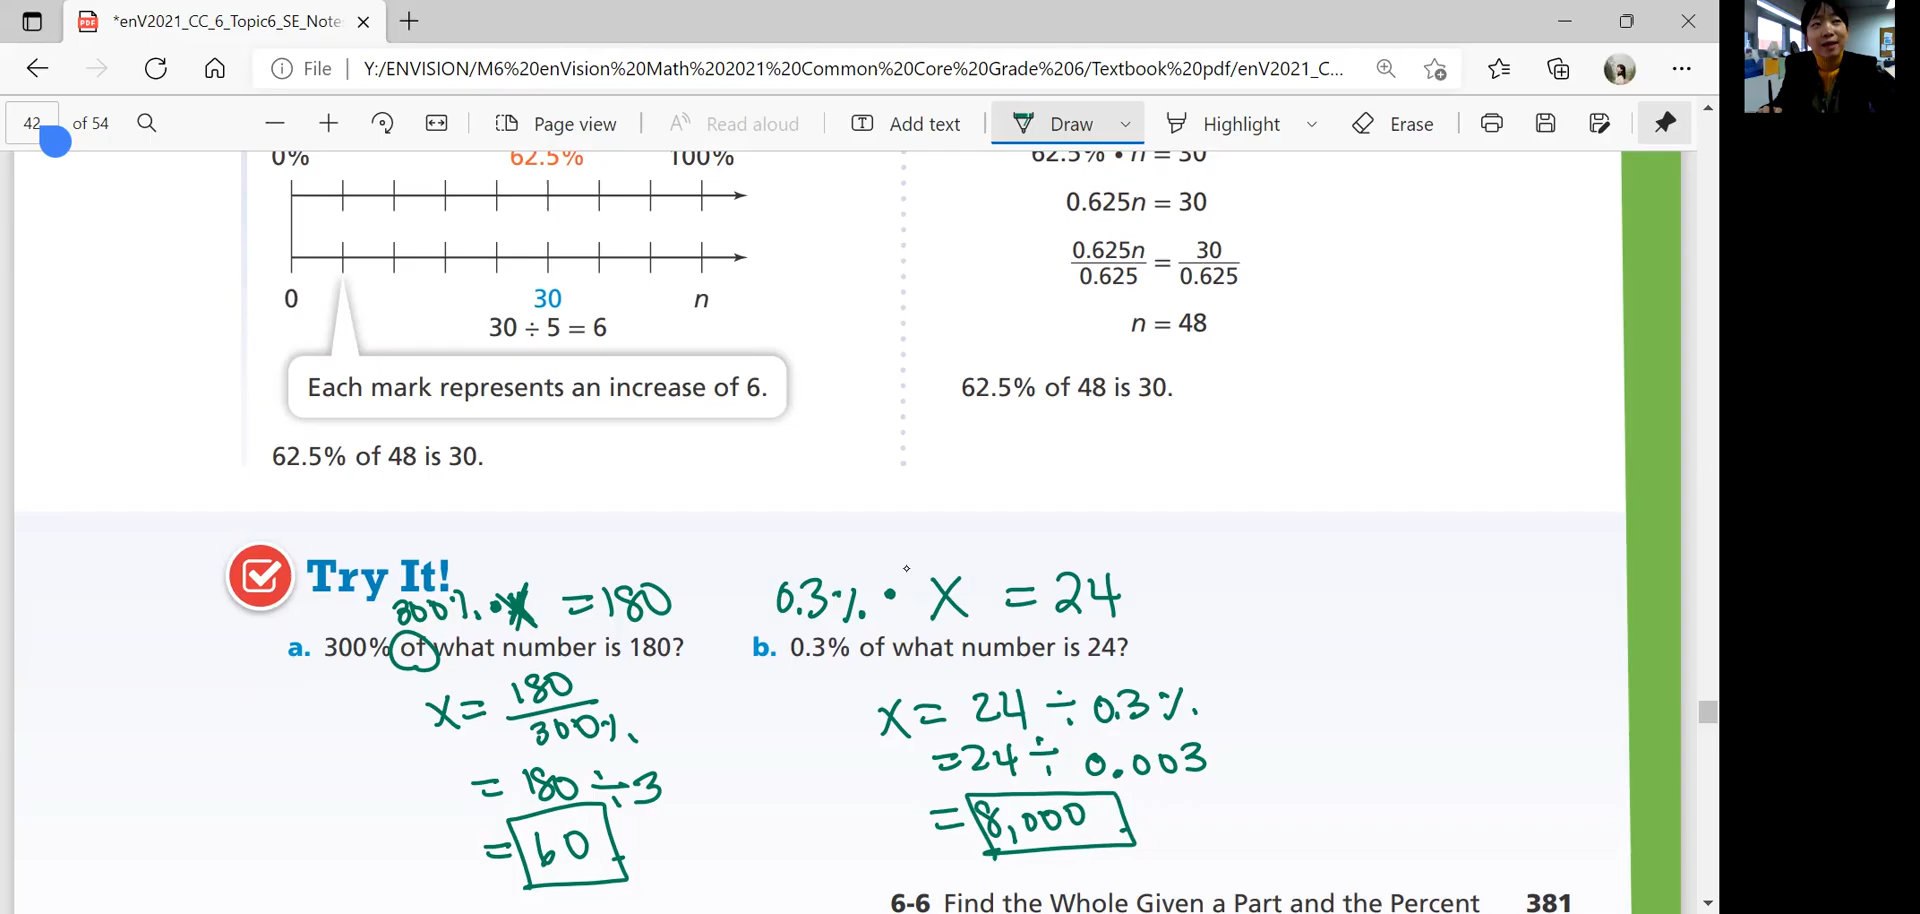 *enV2021_CC_6_Topic6_SE_Note
File
Y:/ENVISION/M6%20enVision%20Math%202021%20Common%20Core%20Grade%206/Textbook%20pdf/enV2021_C...
42 of 54
Page view
Read aloud
Add text
Draw
Highlight
Erase
0% 62.5% 100%
0 30 n
30 ÷ 5 = 6
Each mark represents an increase of 6.
62.5% of 48 is 30.
62.5% • n = 30
0.625n = 30
0.625n/0.625 = 30/0.625
n = 48
62.5% of 48 is 30.
Try It!
300% • x = 180
a. 300% of what number is 180?
x = 180/300%
= 180 ÷ 3
= 60
0.3% • x = 24
b. 0.3% of what number is 24?
x = 24 ÷ 0.3%
= 24 ÷ 0.003
= 8,000
6-6 Find the Whole Given a Part and the Percent 381